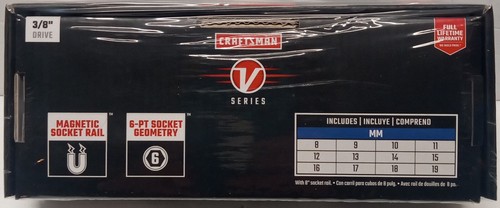 3/8"
DRIVE
CRAFTSMAN
V
SERIES
FULL
LIFETIME
WARRANTY
MAGNETIC
SOCKET RAIL
™
6-PT SOCKET
GEOMETRY
™
6
INCLUDES | INCLUYE | COMPREND
MM
8 9 10 11
12 13 14 15
16 17 18 19
With 8" socket rail. • Con carril para cubos de 8 pulg. • Avec rail de douilles de 8 po.